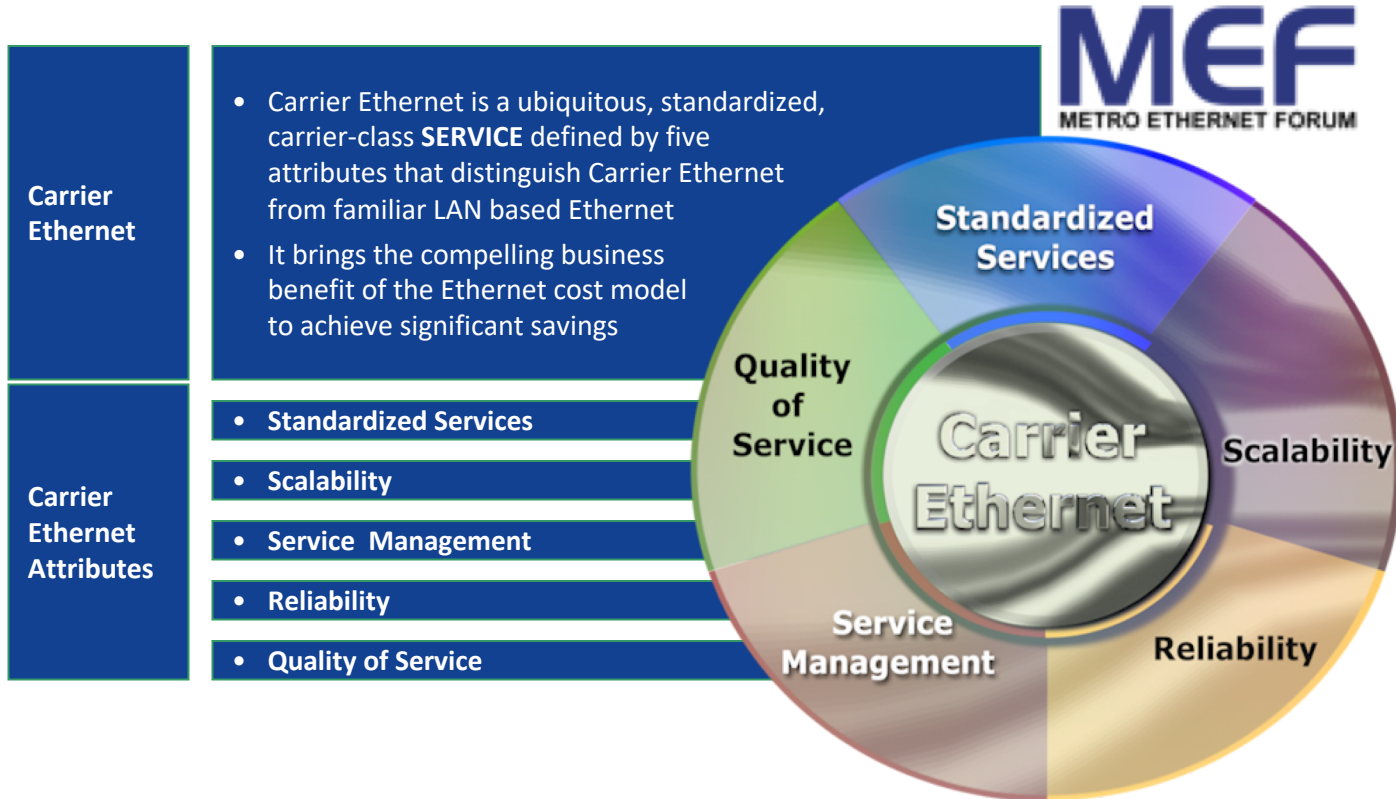 MEF
METRO ETHERNET FORUM
Carrier
Ethernet
• Carrier Ethernet is a ubiquitous, standardized,
carrier-class SERVICE defined by five
attributes that distinguish Carrier Ethernet
from familiar LAN based Ethernet
• It brings the compelling business
benefit of the Ethernet cost model
to achieve significant savings
Carrier
Ethernet
Attributes
• Standardized Services
• Scalability
• Service Management
• Reliability
• Quality of Service
Standardized
Services
Quality
of
Service
Scalability
Carrier
Ethernet
Service
Management
Reliability